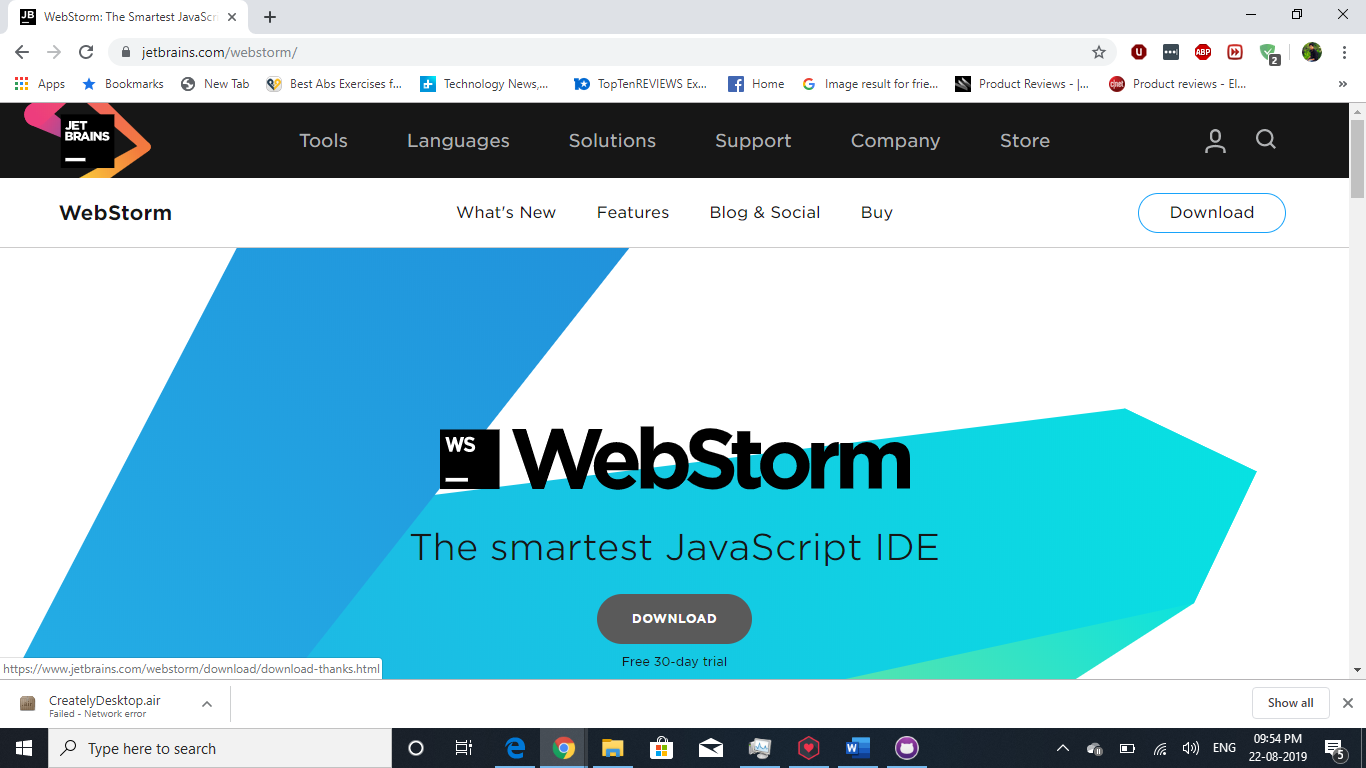 JB WebStorm: The Smartest JavaScr
jetbrains.com/webstorm/
ABP
2
Apps Bookmarks New Tab Best Abs Exercises f... Technology News,... TopTenREVIEWS Ex... Home Image result for frie... Product Reviews - |... Product reviews - El... »
JET
BRAINS
Tools Languages Solutions Support Company Store
WebStorm What's New Features Blog & Social Buy Download
WS WebStorm
The smartest JavaScript IDE
DOWNLOAD
Free 30-day trial
https://www.jetbrains.com/webstorm/download/download-thanks.html
CreatelyDesktop.air
Failed - Network error
Show all
Type here to search
ENG
09:54 PM
22-08-2019
5